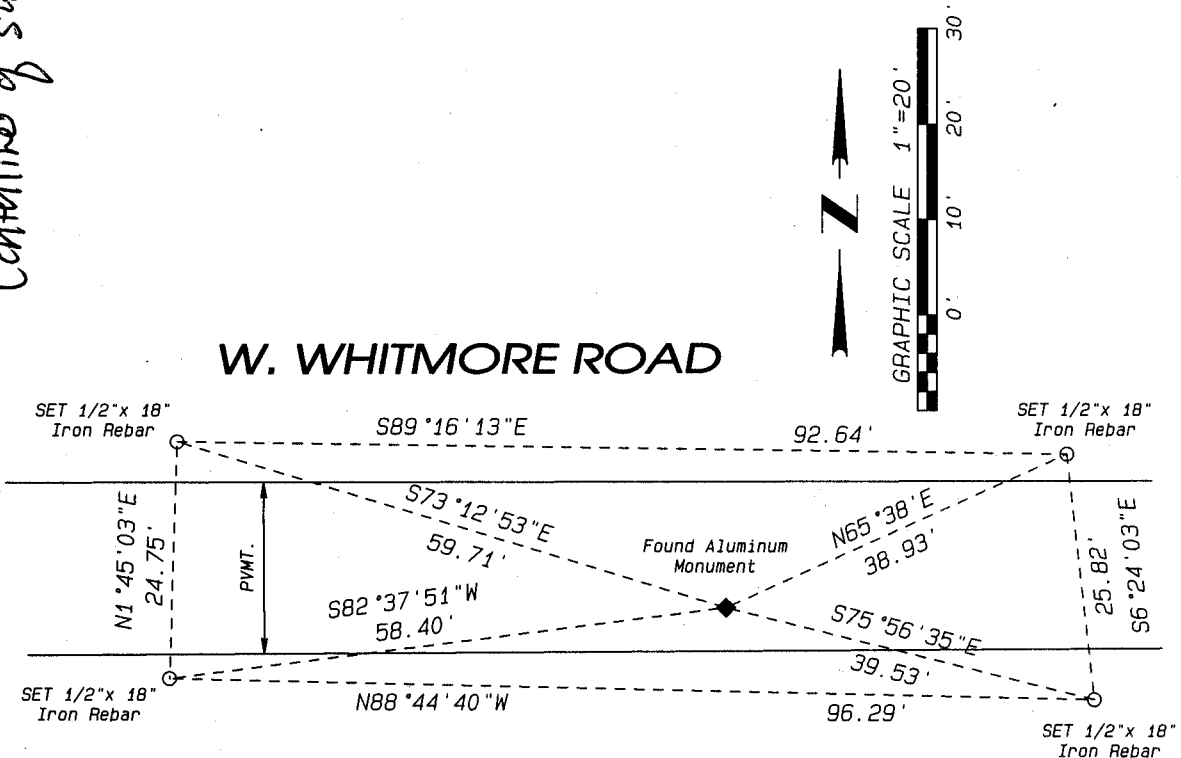 Centerline of
30'
20'
10'
0'
GRAPHIC SCALE 1"=20'
N
W. WHITMORE ROAD
SET 1/2"x 18"
Iron Rebar
S89°16'13"E
92.64'
SET 1/2"x 18"
Iron Rebar
N1°45'03"E
24.75'
PVMT.
S73°12'53"E
59.71'
Found Aluminum
Monument
N65°38'E
38.93'
25.82'
S6°24'03"E
S82°37'51"W
58.40'
S75°56'35"E
39.53'
SET 1/2"x 18"
Iron Rebar
N88°44'40"W
96.29'
SET 1/2"x 18"
Iron Rebar